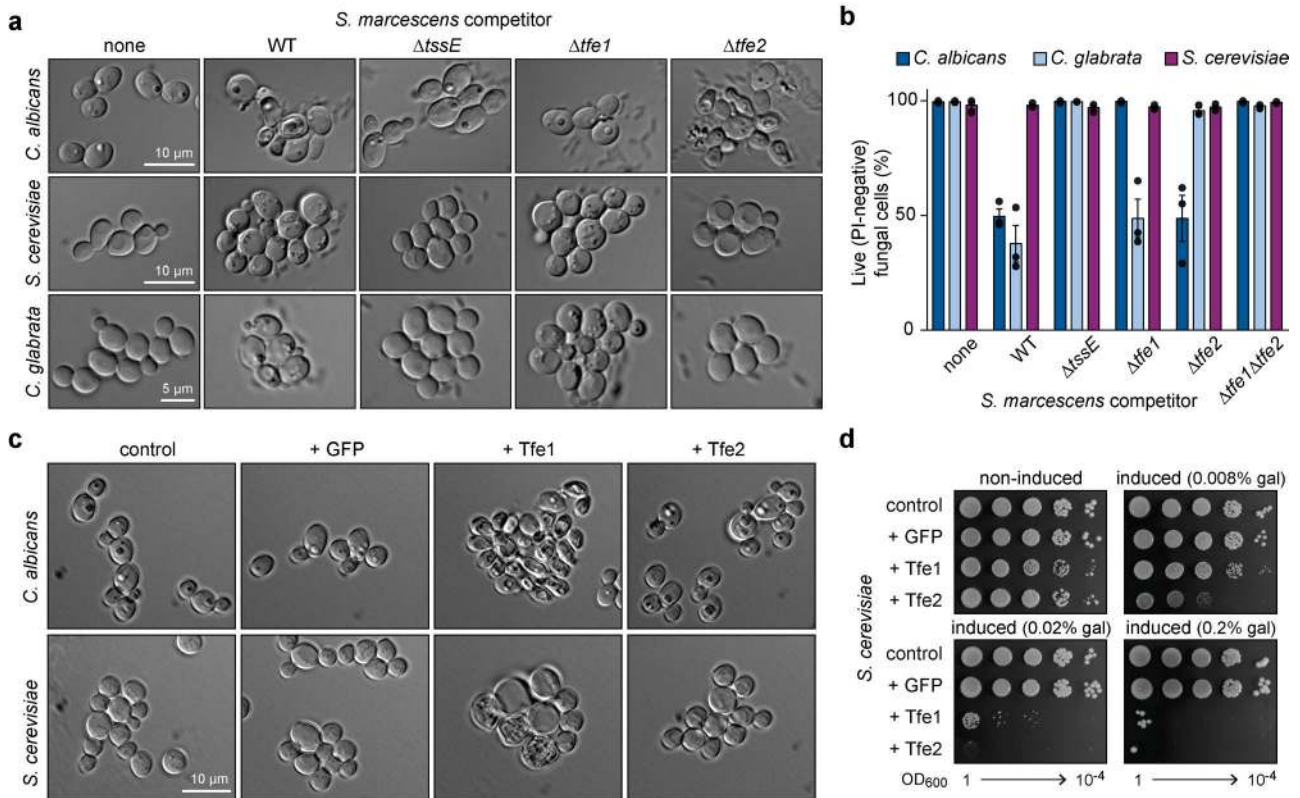 a
S. marcescens competitor
none WT ΔtssE Δtfe1 Δtfe2
C. albicans
10 µm
S. cerevisiae
10 µm
C. glabrata
5 µm
b
C. albicans C. glabrata S. cerevisiae
Live (PI-negative)
fungal cells (%)
100
50
0
none WT ΔtssE Δtfe1 Δtfe2 Δtfe1Δtfe2
S. marcescens competitor
c
control + GFP + Tfe1 + Tfe2
C. albicans
S. cerevisiae
10 µm
d
non-induced induced (0.008% gal)
control
+ GFP
+ Tfe1
+ Tfe2
S. cerevisiae
induced (0.02% gal) induced (0.2% gal)
control
+ GFP
+ Tfe1
+ Tfe2
OD600 1 10-4 1 10-4